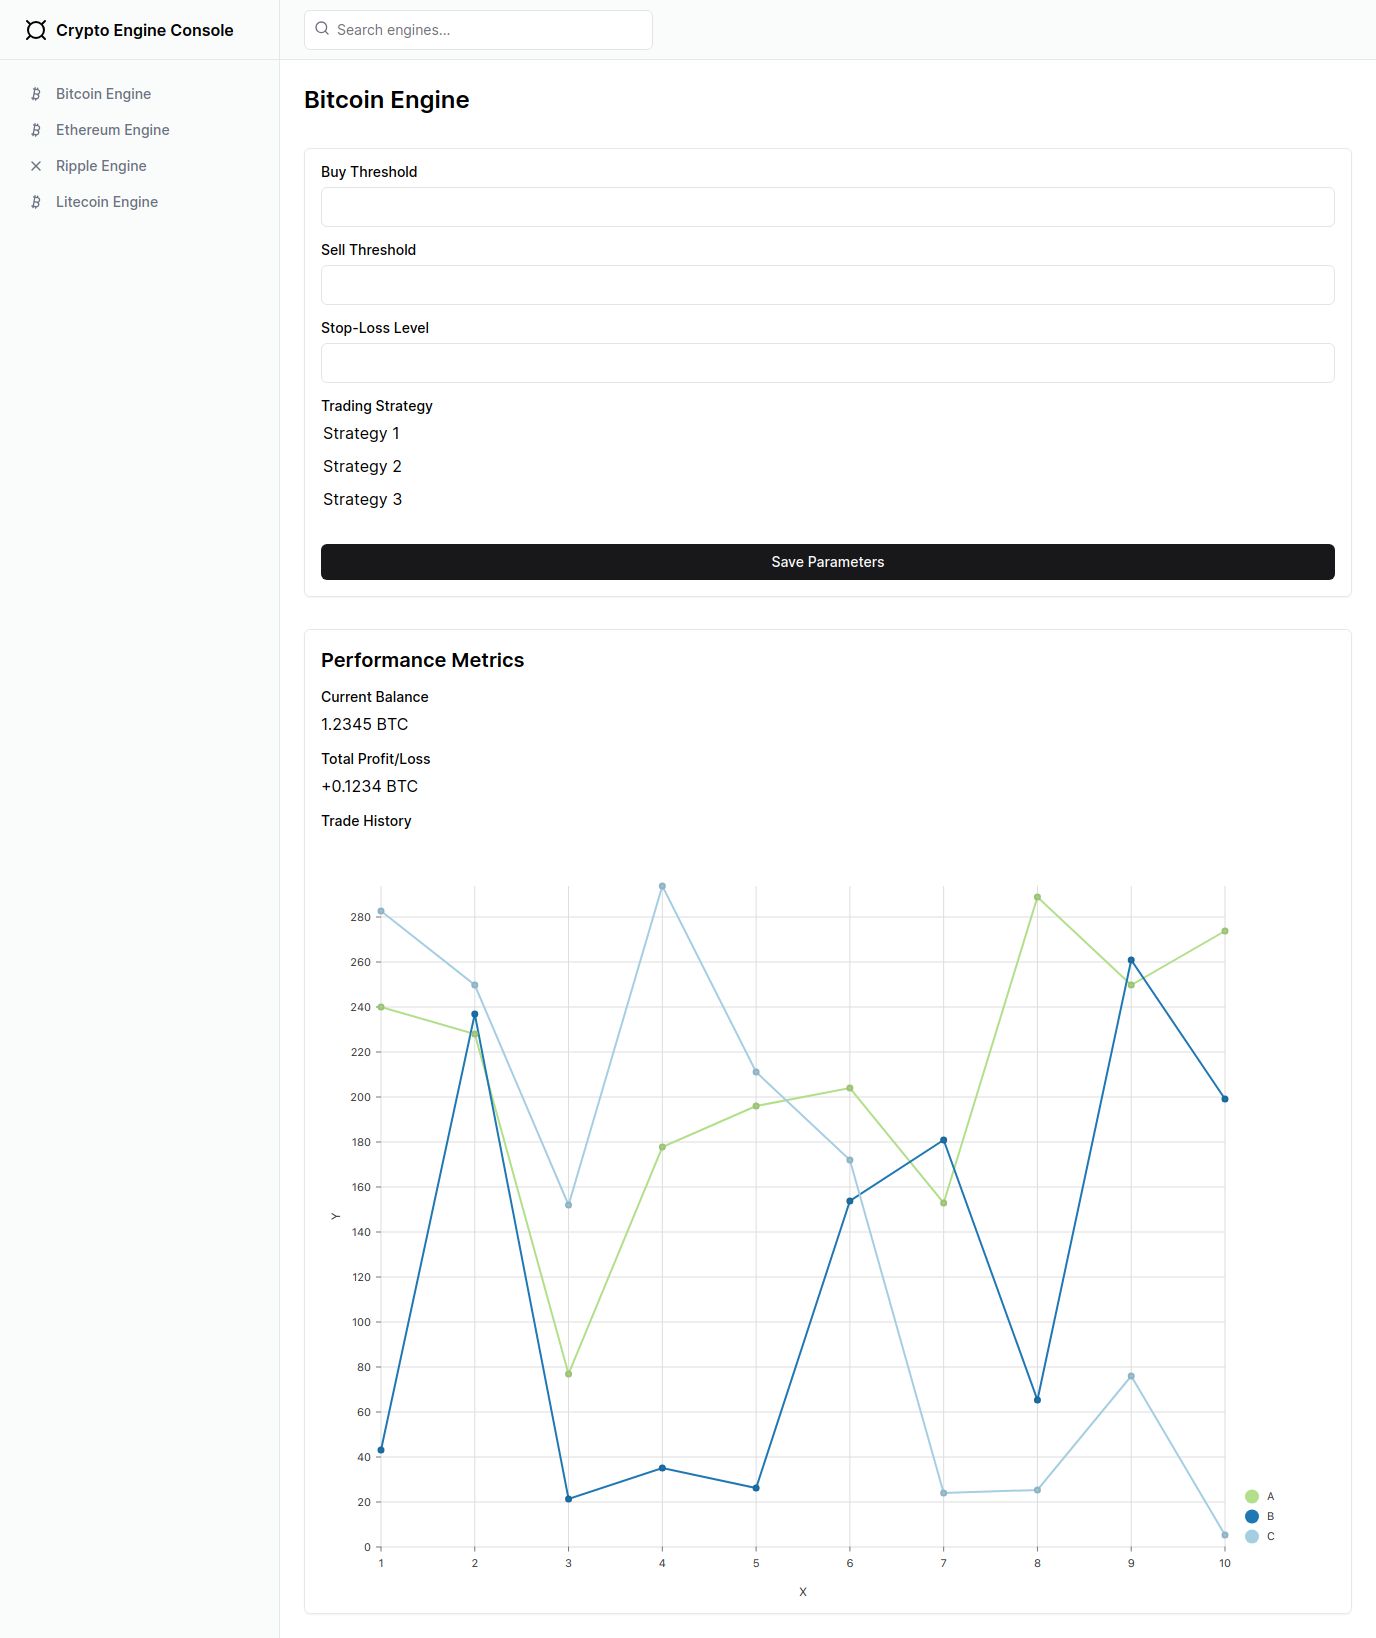 Crypto Engine Console
Search engines...
Bitcoin Engine
Ethereum Engine
Ripple Engine
Litecoin Engine
Bitcoin Engine
Buy Threshold
Sell Threshold
Stop-Loss Level
Trading Strategy
Strategy 1
Strategy 2
Strategy 3
Save Parameters
Performance Metrics
Current Balance
1.2345 BTC
Total Profit/Loss
+0.1234 BTC
Trade History
280
260
240
220
200
180
160
140
120
100
80
60
40
20
0
Y
1 2 3 4 5 6 7 8 9 10
X
A
B
C